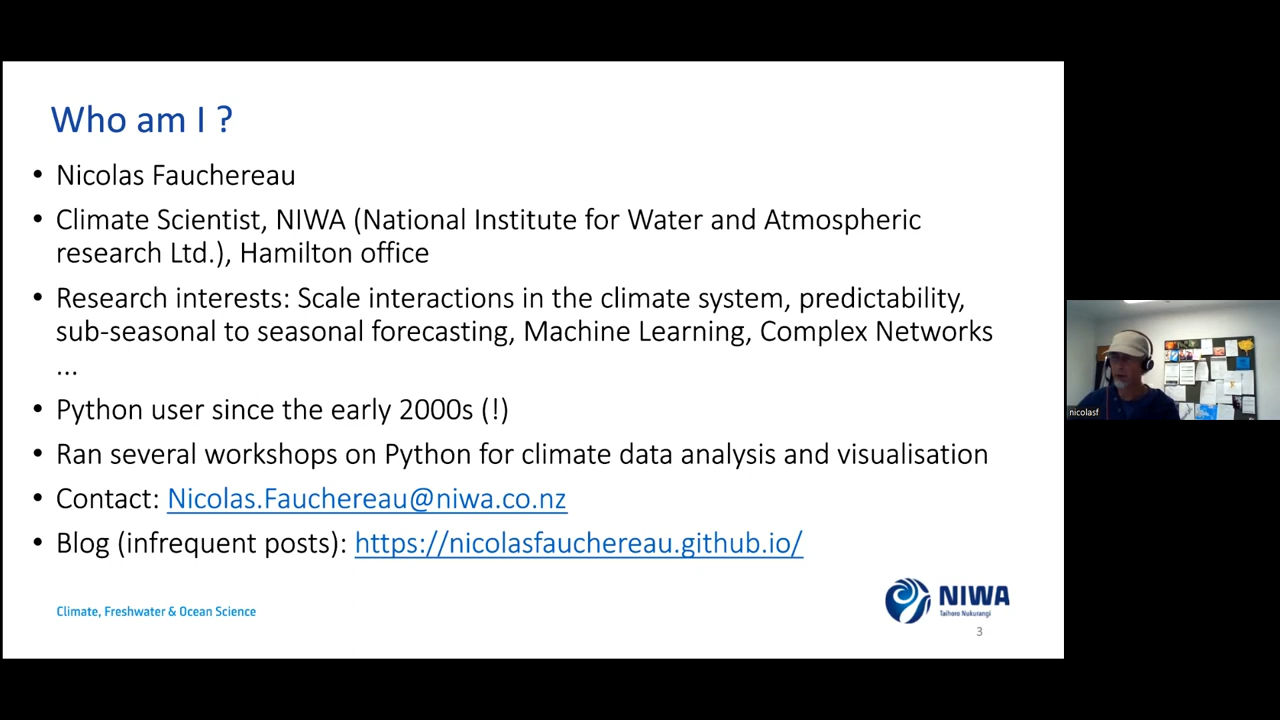 Who am I ?
• Nicolas Fauchereau
• Climate Scientist, NIWA (National Institute for Water and Atmospheric
research Ltd.), Hamilton office
• Research interests: Scale interactions in the climate system, predictability,
sub-seasonal to seasonal forecasting, Machine Learning, Complex Networks
...
• Python user since the early 2000s (!)
• Ran several workshops on Python for climate data analysis and visualisation
• Contact: Nicolas.Fauchereau@niwa.co.nz
• Blog (infrequent posts): https://nicolasfauchereau.github.io/
Climate, Freshwater & Ocean Science
NIWA
Taihoro Nukurangi
3
nicolasf